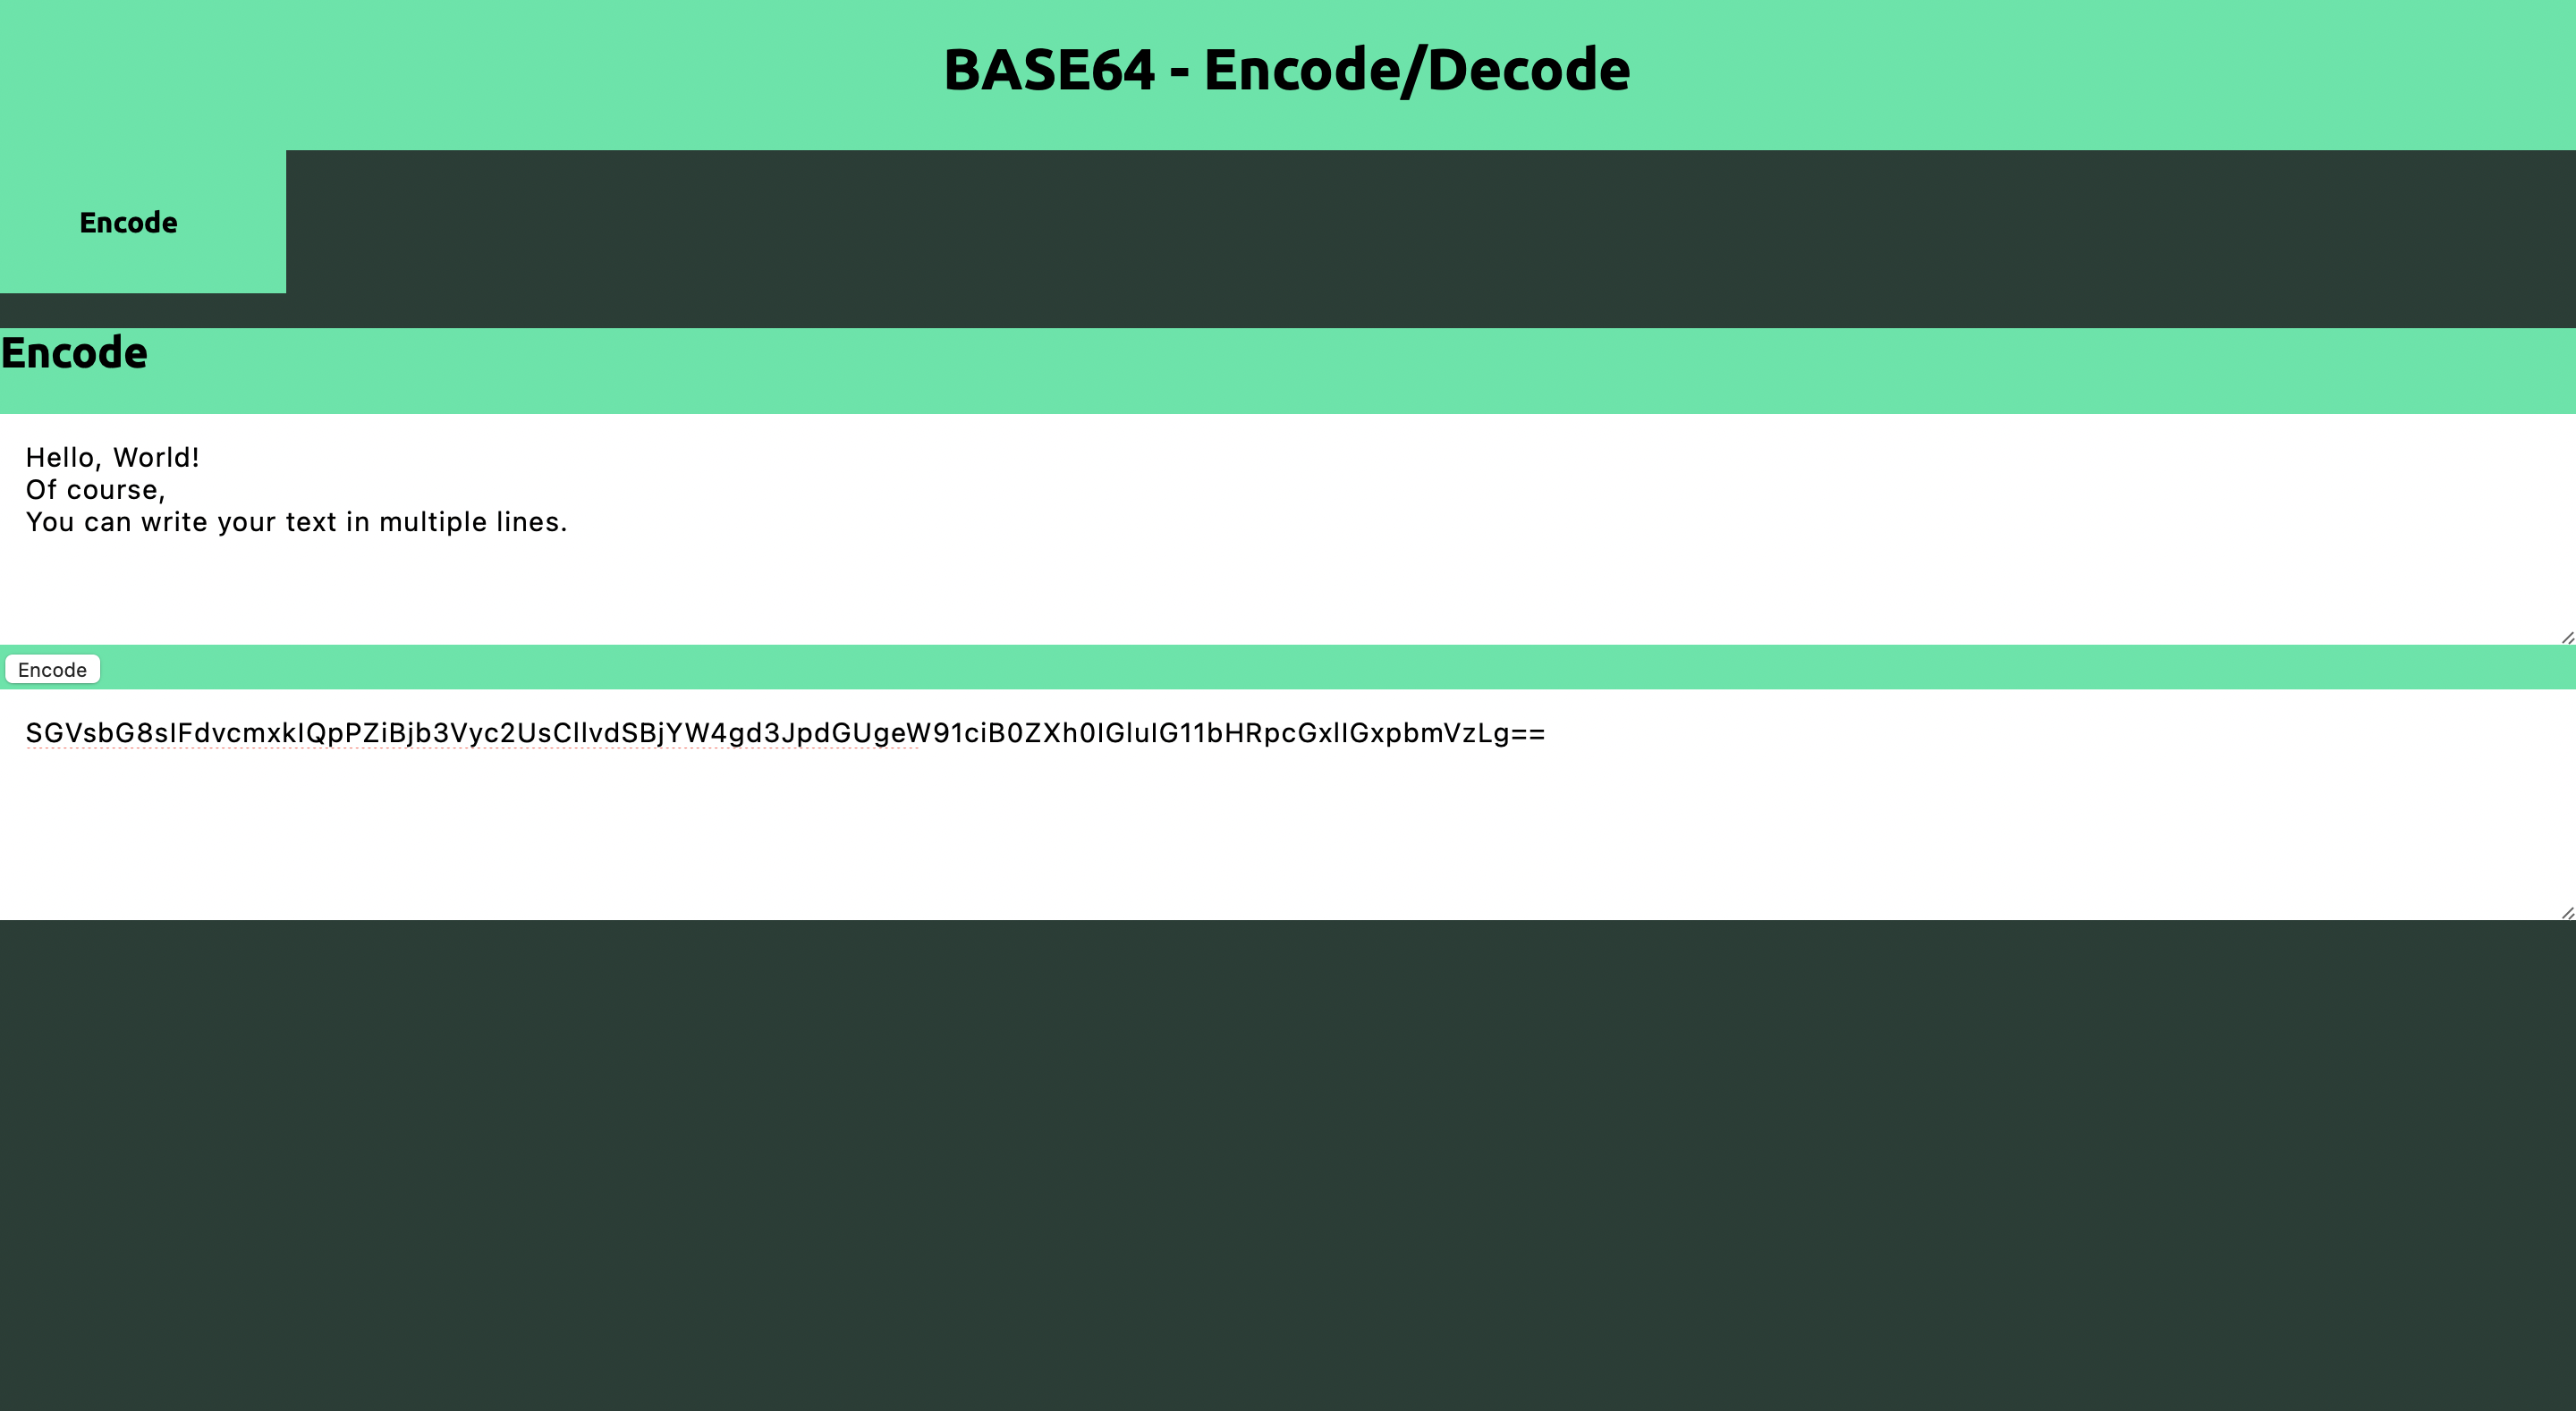 BASE64 - Encode/Decode
Encode
Encode
Hello, World!
Of course,
You can write your text in multiple lines.
Encode
SGVsbG8sIFdvcmxkIQpPZiBjb3Vyc2UsCllvdSBjYW4gd3JpdGUgeW91ciB0ZXh0IGluIG11bHRpcGxlIGxpbmVzLg==